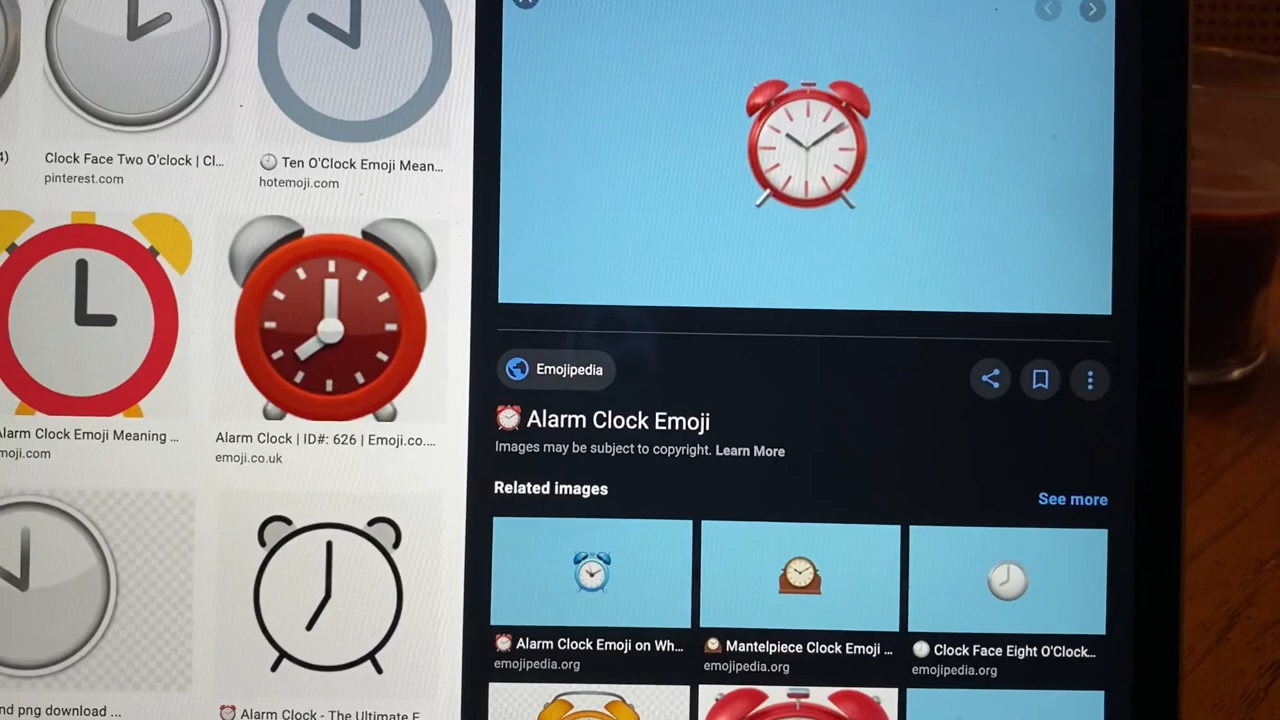 4)
Clock Face Two O'clock | Cl...
pinterest.com
🕙 Ten O'Clock Emoji Mean...
hotemoji.com
Alarm Clock Emoji Meaning ...
moji.com
Alarm Clock | ID#: 626 | Emoji.co....
emoji.co.uk
nd png download ...
⏰ Alarm Clock - The Ultimate E
Emojipedia
⏰ Alarm Clock Emoji
Images may be subject to copyright. Learn More
Related images
See more
⏰ Alarm Clock Emoji on Wh...
emojipedia.org
🕰 Mantelpiece Clock Emoji ...
emojipedia.org
🕗 Clock Face Eight O'Clock...
emojipedia.org